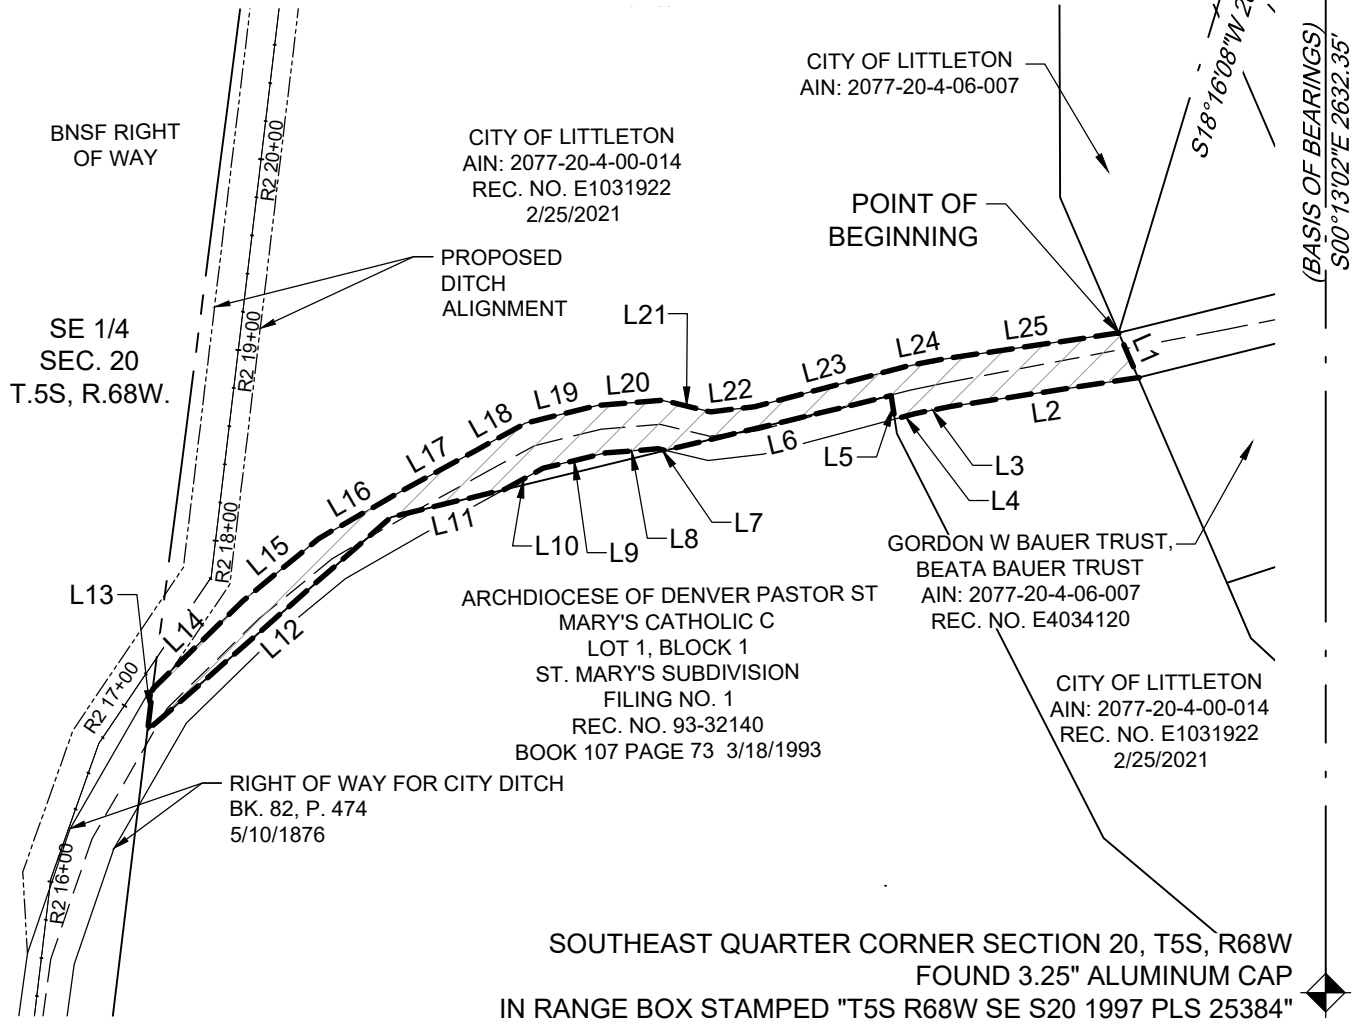 CITY OF LITTLETON
AIN: 2077-20-4-06-007
S18°16'08"W
(BASIS OF BEARINGS)
S00°13'02"E 2632.35'
BNSF RIGHT
OF WAY
R2 20+00
CITY OF LITTLETON
AIN: 2077-20-4-00-014
REC. NO. E1031922
2/25/2021
POINT OF
BEGINNING
PROPOSED
DITCH
ALIGNMENT
SE 1/4
SEC. 20
T.5S, R.68W.
R2 19+00
L21
L25
L24
L1
L23
L22
L20
L19
L18
L17
L16
L15
L2
L6
L5
L3
L4
L7
L8
L9
L10
L11
R2 18+00
L13
L14
L12
R2 17+00
GORDON W BAUER TRUST,
BEATA BAUER TRUST
AIN: 2077-20-4-06-007
REC. NO. E4034120
ARCHDIOCESE OF DENVER PASTOR ST
MARY'S CATHOLIC C
LOT 1, BLOCK 1
ST. MARY'S SUBDIVISION
FILING NO. 1
REC. NO. 93-32140
BOOK 107 PAGE 73 3/18/1993
CITY OF LITTLETON
AIN: 2077-20-4-00-014
REC. NO. E1031922
2/25/2021
RIGHT OF WAY FOR CITY DITCH
BK. 82, P. 474
5/10/1876
R2 16+00
SOUTHEAST QUARTER CORNER SECTION 20, T5S, R68W
FOUND 3.25" ALUMINUM CAP
IN RANGE BOX STAMPED "T5S R68W SE S20 1997 PLS 25384"